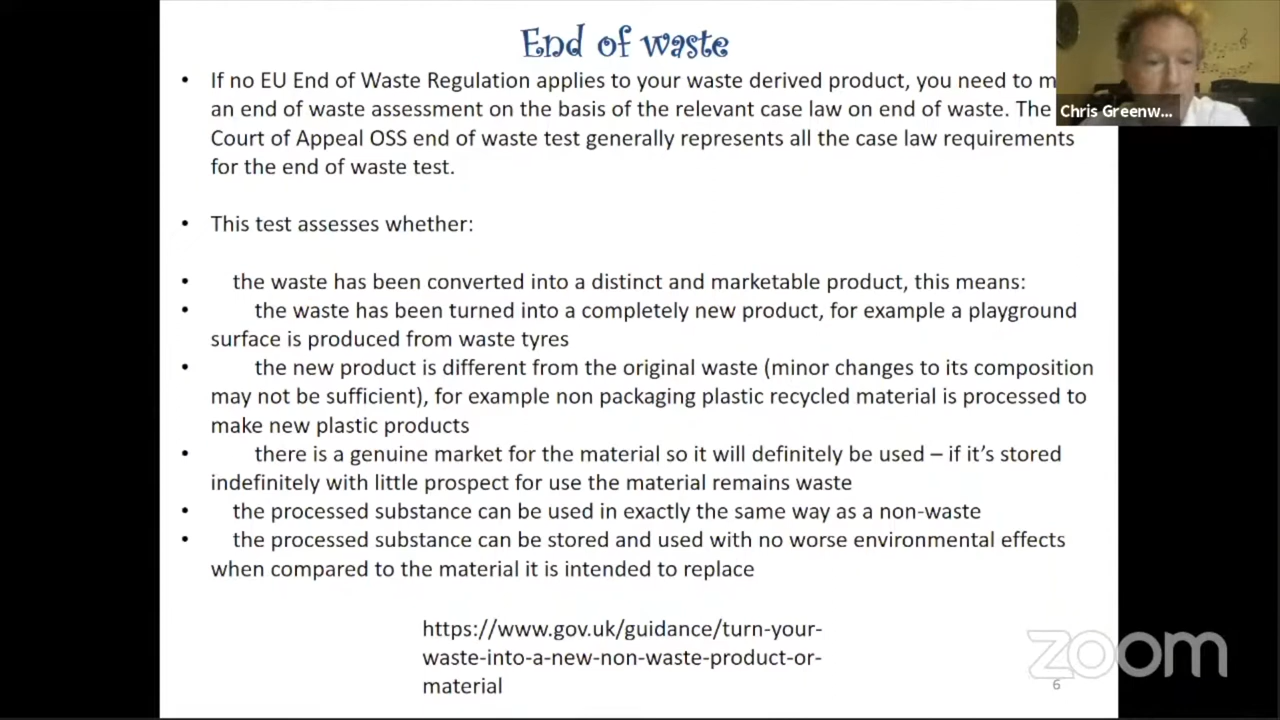 End of waste
• If no EU End of Waste Regulation applies to your waste derived product, you need to m
an end of waste assessment on the basis of the relevant case law on end of waste. The
Court of Appeal OSS end of waste test generally represents all the case law requirements
for the end of waste test.
• This test assesses whether:
• the waste has been converted into a distinct and marketable product, this means:
• the waste has been turned into a completely new product, for example a playground
surface is produced from waste tyres
• the new product is different from the original waste (minor changes to its composition
may not be sufficient), for example non packaging plastic recycled material is processed to
make new plastic products
• there is a genuine market for the material so it will definitely be used – if it's stored
indefinitely with little prospect for use the material remains waste
• the processed substance can be used in exactly the same way as a non-waste
• the processed substance can be stored and used with no worse environmental effects
when compared to the material it is intended to replace
https://www.gov.uk/guidance/turn-your-
waste-into-a-new-non-waste-product-or-
material
6
Chris Greenw...
zoom